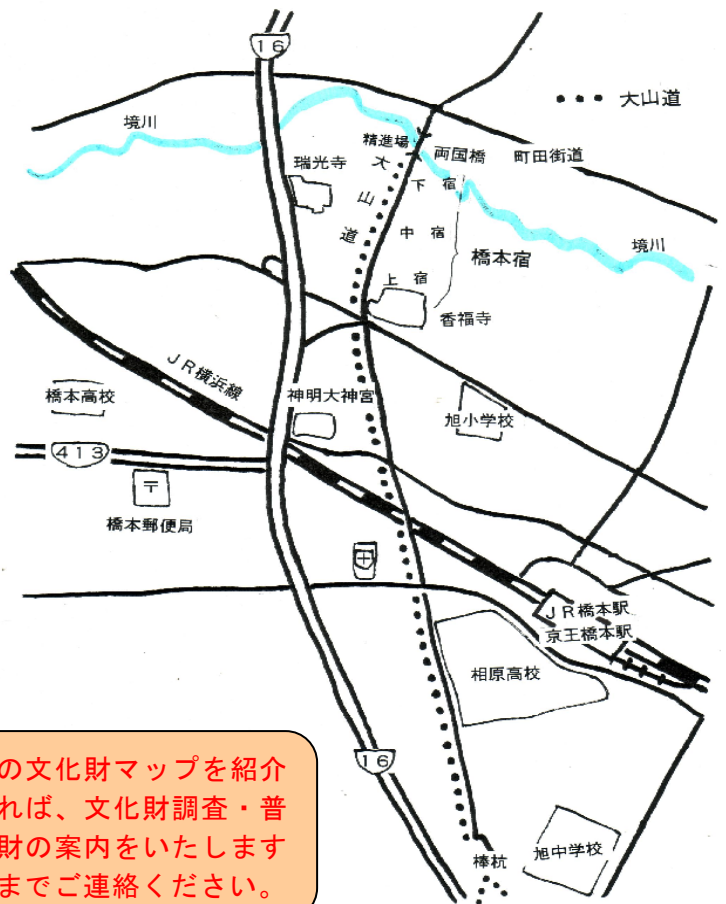 16
大山道
境川
精進場
両国橋
町田街道
瑞光寺
大山道
下宿
中宿
橋本宿
境川
上宿
香福寺
JR横浜線
橋本高校
神明大神宮
旭小学校
413
〒
橋本郵便局
JR橋本駅
京王橋本駅
相原高校
の文化財マップを紹介
れば、文化財調査・普
財の案内をいたします
までご連絡ください。
16
棒杭
旭中学校